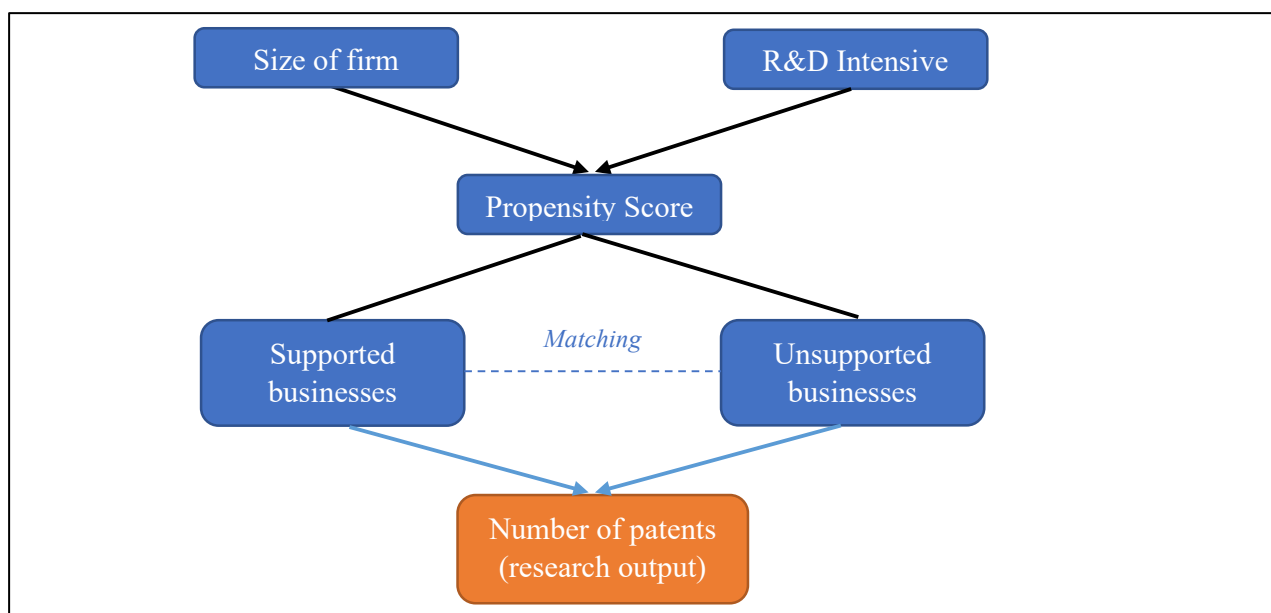 Size of firm
R&D Intensive
Propensity Score
Supported
businesses
Matching
Unsupported
businesses
Number of patents
(research output)